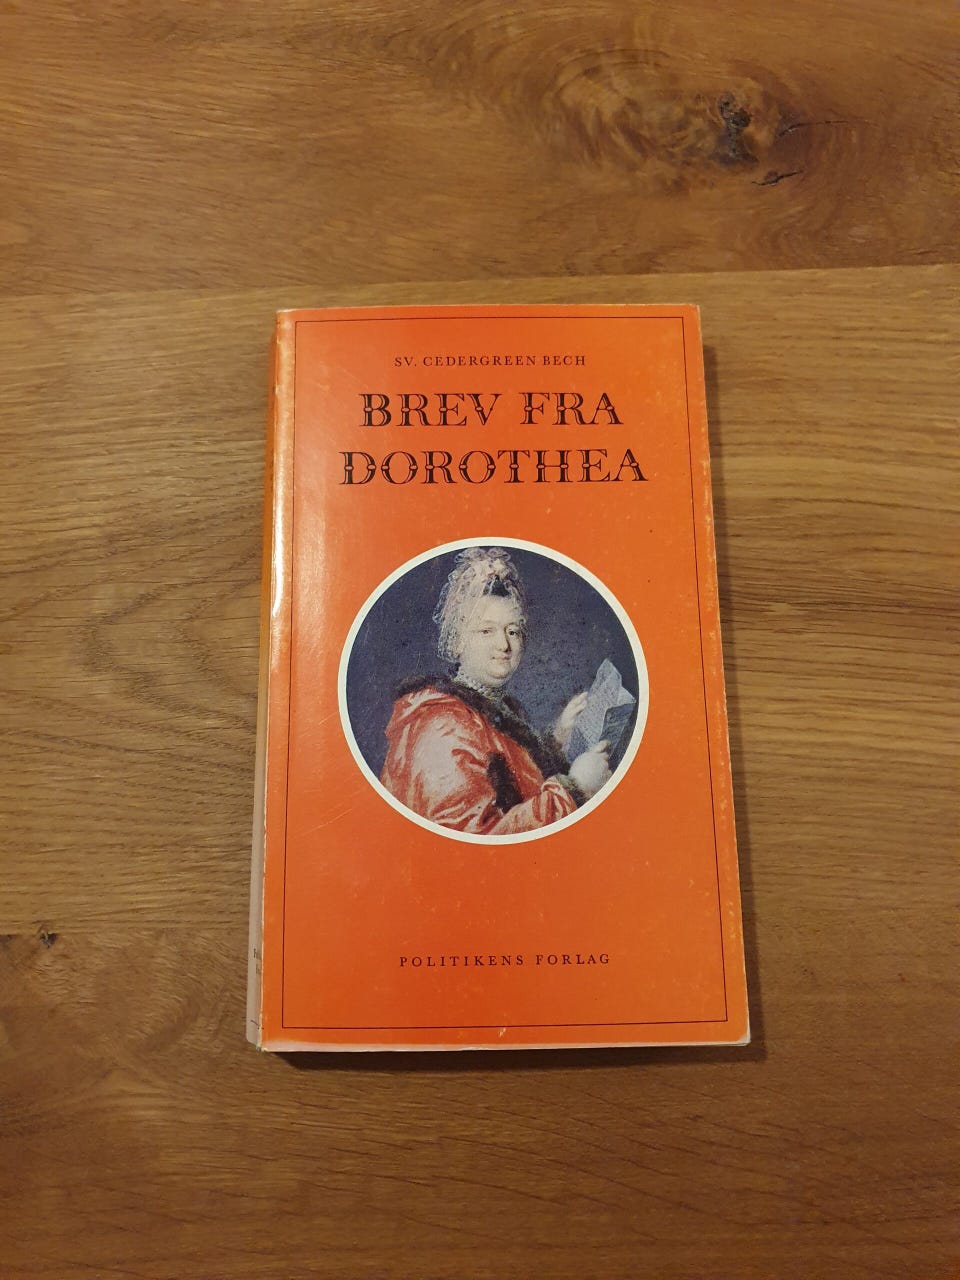 SV. CEDERGREEN BECH
BREV FRA
DOROTHEA
POLITIKENS FORLAG